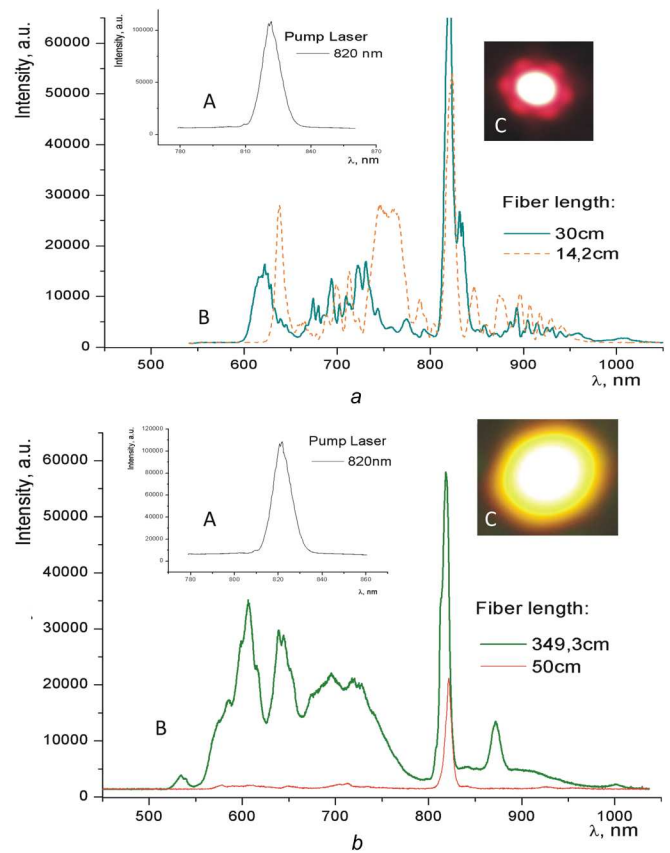 Intensity, a.u.
60000
50000
40000
30000
20000
10000
0
500
600
700
800
900
1000
λ, nm
B
Intensity, a.u.
100000
50000
0
780
810
840
870
λ, nm
A
Pump Laser
820 nm
C
Fiber length:
30cm
14,2cm
a
Intensity, a.u.
60000
50000
40000
30000
20000
10000
0
500
600
700
800
900
1000
λ, nm
B
Intensity, a.u.
120000
100000
80000
60000
40000
20000
0
780
800
820
840
860
λ, nm
A
Pump Laser
820nm
C
Fiber length:
349,3cm
50cm
b